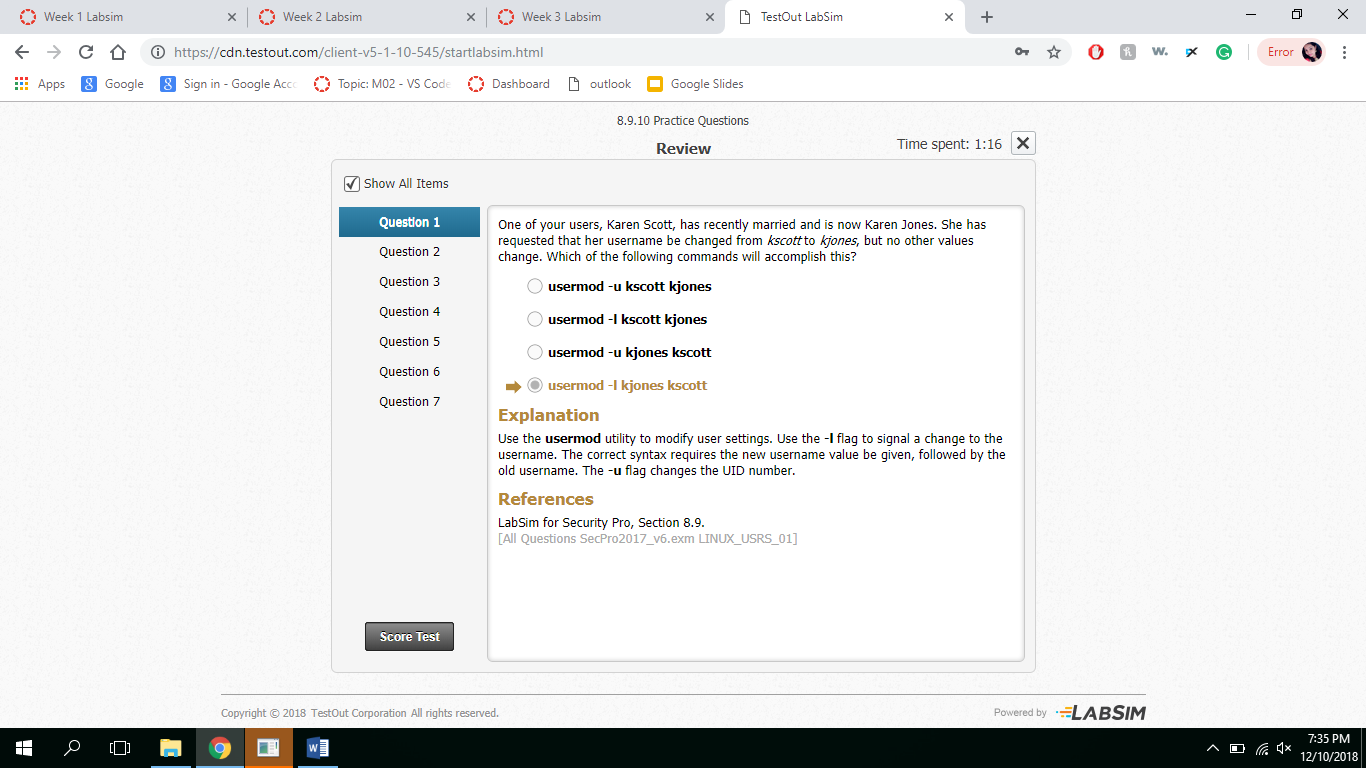 Week 1 Labsim
Week 2 Labsim
Week 3 Labsim
TestOut LabSim
https://cdn.testout.com/client-v5-1-10-545/startlabsim.html
Error
Apps
Google
Sign in - Google Acco
Topic: M02 - VS Code
Dashboard
outlook
Google Slides
8.9.10 Practice Questions
Review
Time spent: 1:16
Show All Items
Question 1
Question 2
Question 3
Question 4
Question 5
Question 6
Question 7
Score Test
One of your users, Karen Scott, has recently married and is now Karen Jones. She has
requested that her username be changed from kscott to kjones, but no other values
change. Which of the following commands will accomplish this?
usermod -u kscott kjones
usermod -l kscott kjones
usermod -u kjones kscott
usermod -l kjones kscott
Explanation
Use the usermod utility to modify user settings. Use the -l flag to signal a change to the
username. The correct syntax requires the new username value be given, followed by the
old username. The -u flag changes the UID number.
References
LabSim for Security Pro, Section 8.9.
[All Questions SecPro2017_v6.exm LINUX_USRS_01]
Copyright © 2018 TestOut Corporation All rights reserved.
Powered by LABSIM
7:35 PM
12/10/2018